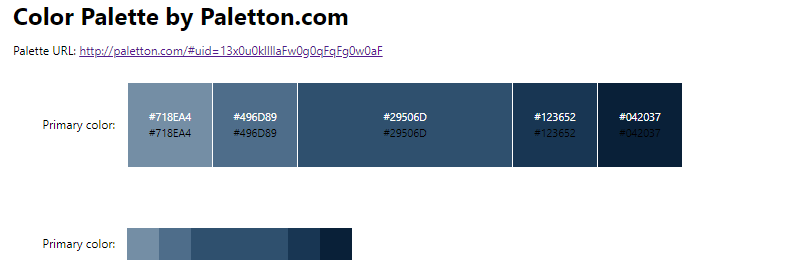 Color Palette by Paletton.com
Palette URL: http://paletton.com/#uid=13x0u0kllllaFw0g0qFqFg0w0aF
Primary color:
#718EA4 #496D89 #29506D #123652 #042037
#718EA4 #496D89 #29506D #123652 #042037
Primary color: